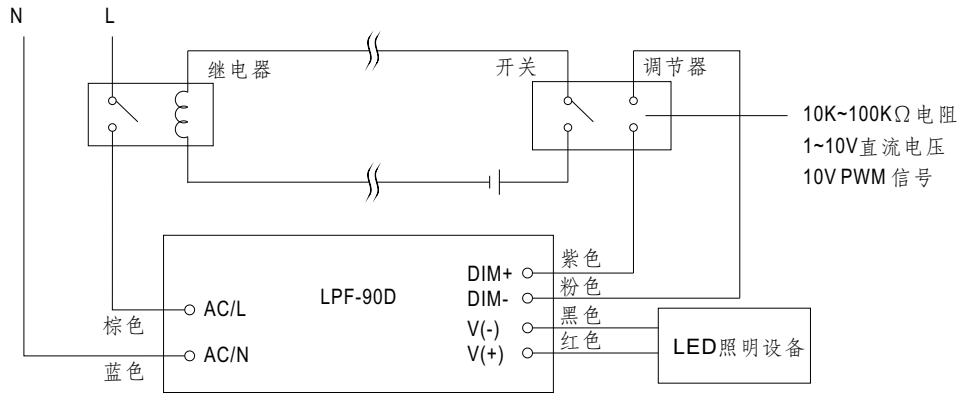 N L
继电器 开关 调节器
10K~100KΩ电阻
1~10V直流电压
10V PWM 信号
LPF-90D
DIM+ 紫色
DIM- 粉色
V(-) 黑色
V(+) 红色
AC/L
棕色
AC/N
蓝色
LED照明设备